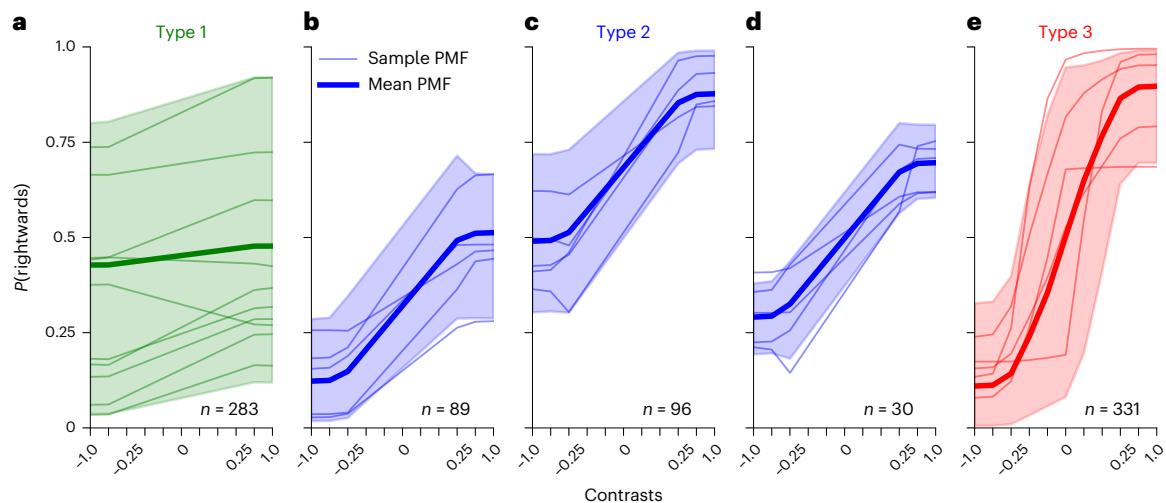 a
Type 1
b
c
Type 2
d
e
Type 3
Sample PMF
Mean PMF
P(rightwards)
1.0
0.75
0.5
0.25
0
n = 283
n = 89
n = 96
n = 30
n = 331
–1.0 –0.25 0 0.25 1.0
–1.0 –0.25 0 0.25 1.0
–1.0 –0.25 0 0.25 1.0
–1.0 –0.25 0 0.25 1.0
–1.0 –0.25 0 0.25 1.0
Contrasts